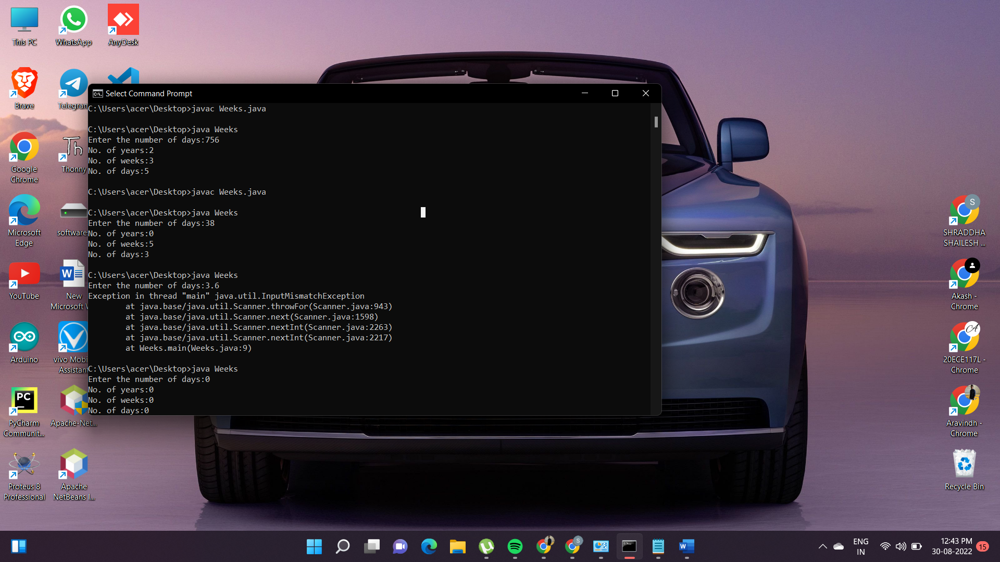 This PC
WhatsApp
AnyDesk
Brave
Telegram
Google
Chrome
Thonny
Microsoft
Edge
software
YouTube
New
Microsoft W
Arduino
vivo Mobi
Assistant
PC
PyCharm
Communit...
Apache-Net...
Proteus 8
Professional
Apache
NetBeans I...
Select Command Prompt
C:\Users\acer\Desktop>javac Weeks.java
C:\Users\acer\Desktop>java Weeks
Enter the number of days:756
No. of years:2
No. of weeks:3
No. of days:5
C:\Users\acer\Desktop>javac Weeks.java
C:\Users\acer\Desktop>java Weeks
Enter the number of days:38
No. of years:0
No. of weeks:5
No. of days:3
C:\Users\acer\Desktop>java Weeks
Enter the number of days:3.6
Exception in thread "main" java.util.InputMismatchException
at java.base/java.util.Scanner.throwFor(Scanner.java:943)
at java.base/java.util.Scanner.next(Scanner.java:1598)
at java.base/java.util.Scanner.nextInt(Scanner.java:2263)
at java.base/java.util.Scanner.nextInt(Scanner.java:2217)
at Weeks.main(Weeks.java:9)
C:\Users\acer\Desktop>java Weeks
Enter the number of days:0
No. of years:0
No. of weeks:0
No. of days:0
S
SHRADDHA
SHAILESH ...
Akash -
Chrome
A
20ECE117L -
Chrome
Aravindh -
Chrome
Recycle Bin
S
ENG
IN
12:43 PM
30-08-2022
15